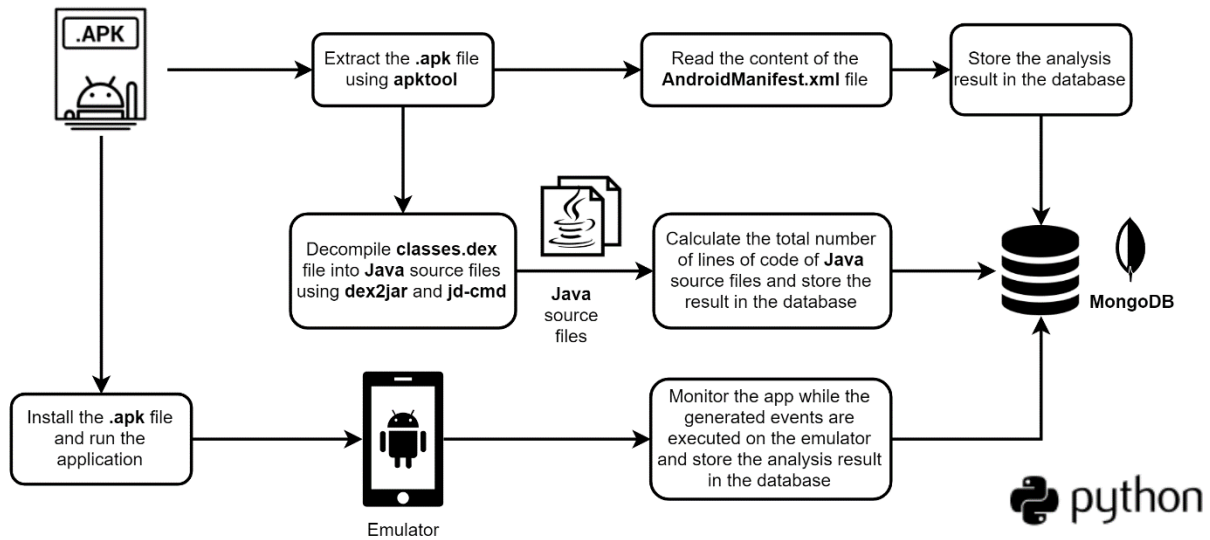 .APK
Extract the .apk file
using apktool
Read the content of the
AndroidManifest.xml file
Store the analysis
result in the database
Decompile classes.dex
file into Java source files
using dex2jar and jd-cmd
Java
source
files
Calculate the total number
of lines of code of Java
source files and store the
result in the database
MongoDB
Install the .apk file
and run the
application
Emulator
Monitor the app while the
generated events are
executed on the emulator
and store the analysis result
in the database
python